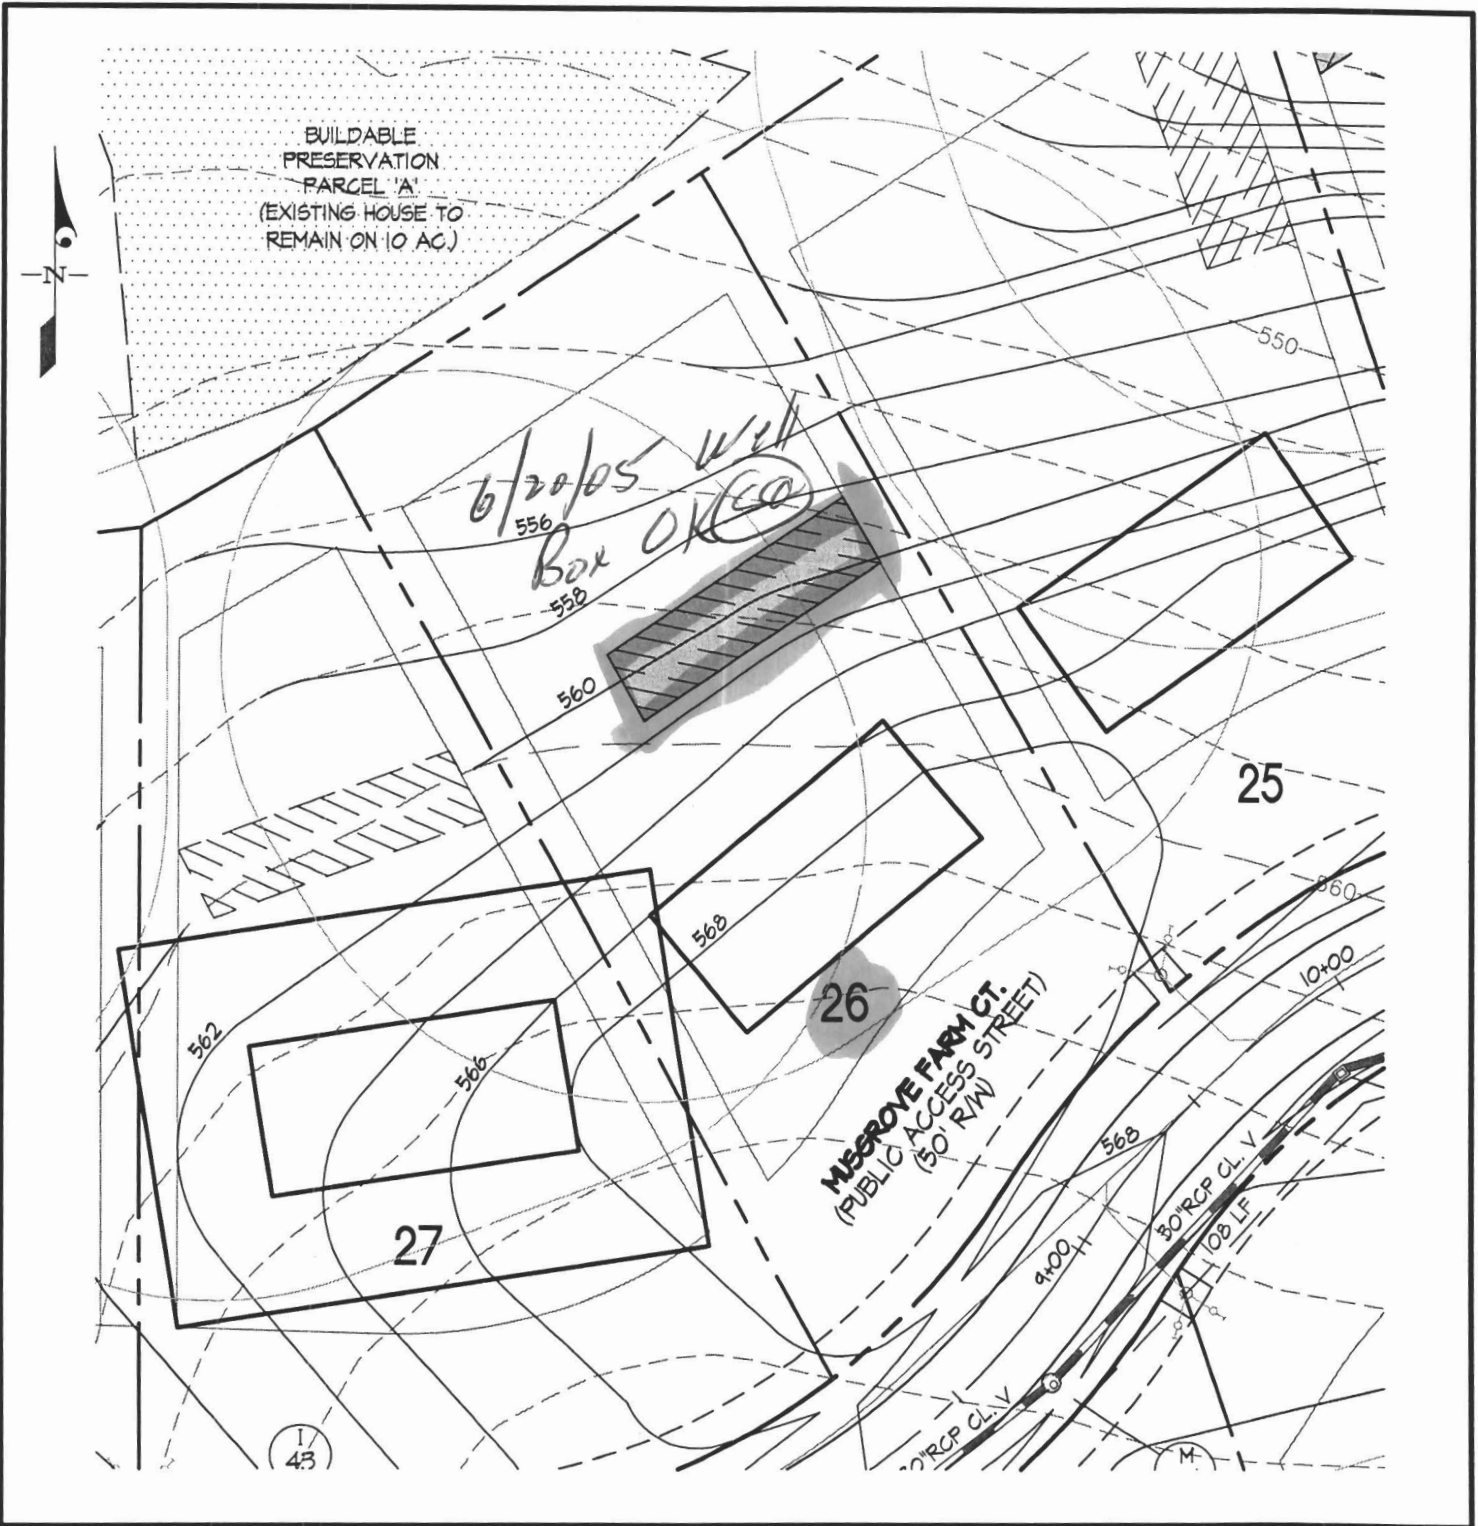 BUILDABLE
PRESERVATION
PARCEL 'A'
(EXISTING HOUSE TO
REMAIN ON 10 AC.)
N
550
6/20/05 Well
Box OK
556
558
560
25
560
568
26
10+00
MUSGROVE FARM CT.
(PUBLIC ACCESS STREET)
(50' R/W)
562
566
568
27
30"RCP CL. V
108 LF
9+00
0"RCP CL. V
I
43
M